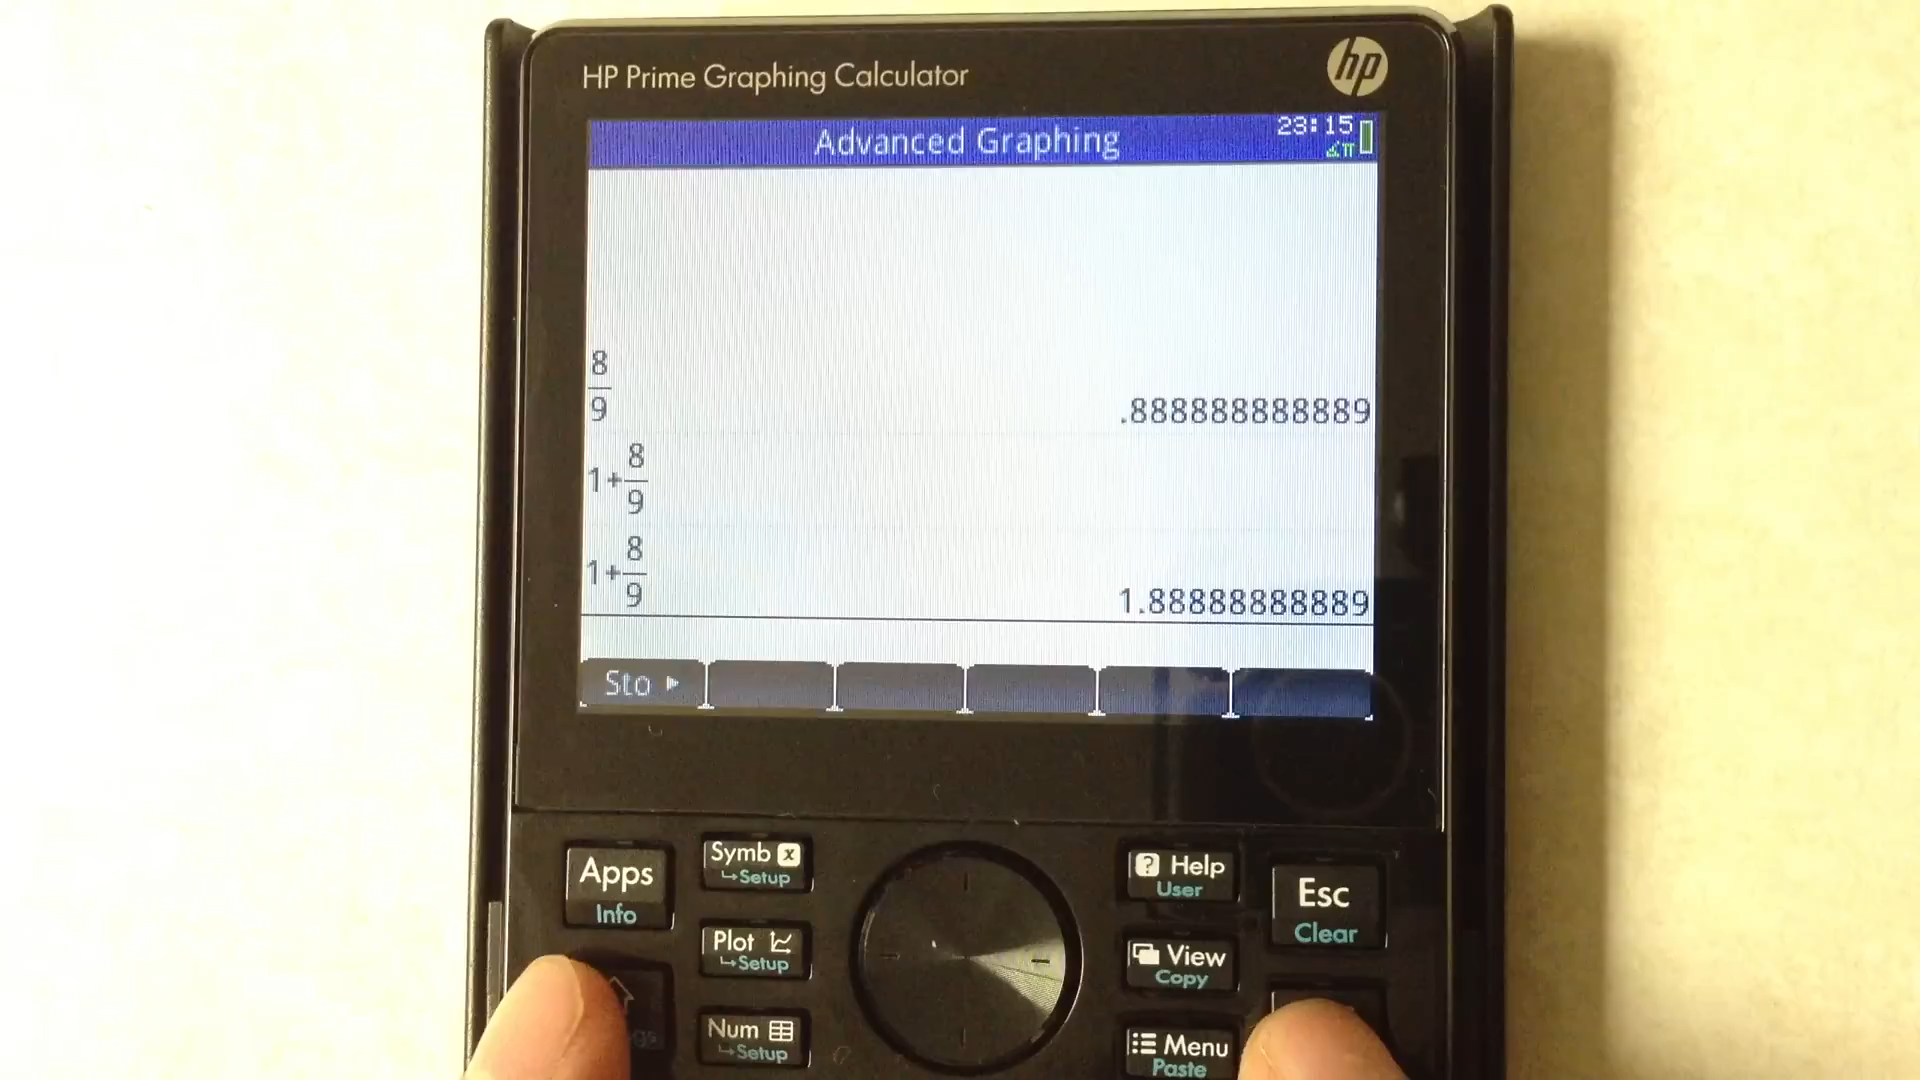 HP Prime Graphing Calculator
hp
Advanced Graphing
23:15
∡π
8
9
.888888888889
1+8/9
1+8/9
1.88888888889
Sto ▶
Apps
Info
Symb x
↪Setup
Plot
↪Setup
Num
↪Setup
? Help
User
View
Copy
Menu
Paste
Esc
Clear